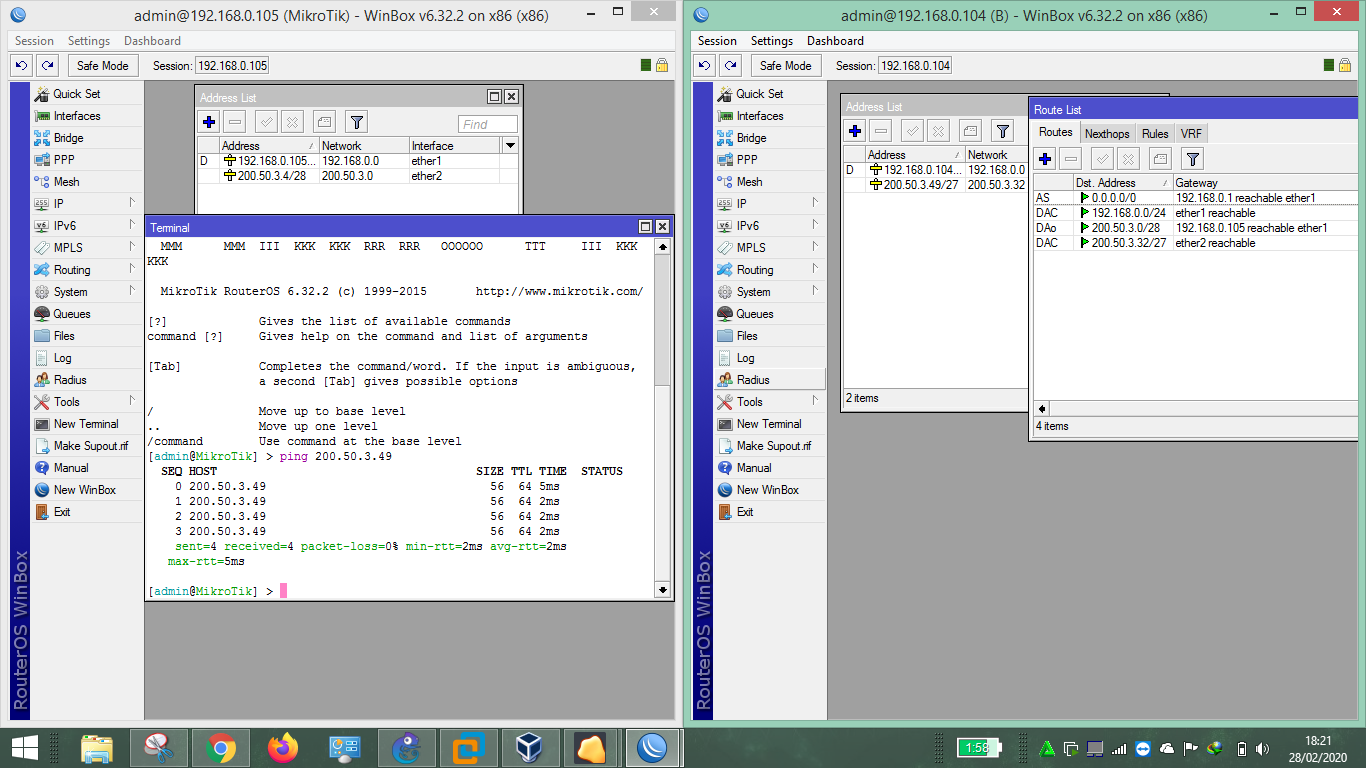 admin@192.168.0.105 (MikroTik) - WinBox v6.32.2 on x86 (x86)
Session Settings Dashboard
Safe Mode Session: 192.168.0.105
Quick Set
Interfaces
Bridge
PPP
Mesh
IP
IPv6
MPLS
Routing
System
Queues
Files
Log
Radius
Tools
New Terminal
Make Supout.rif
Manual
New WinBox
Exit
RouterOS WinBox
Address List
Find
Address Network Interface
D 192.168.0.105... 192.168.0.0 ether1
200.50.3.4/28 200.50.3.0 ether2
Terminal
MMM MMM III KKK KKK RRR RRR OOOOOO TTT III KKK
KKK
MikroTik RouterOS 6.32.2 (c) 1999-2015 http://www.mikrotik.com/
[?] Gives the list of available commands
command [?] Gives help on the command and list of arguments
[Tab] Completes the command/word. If the input is ambiguous,
a second [Tab] gives possible options
/ Move up to base level
.. Move up one level
/command Use command at the base level
[admin@MikroTik] > ping 200.50.3.49
SEQ HOST SIZE TTL TIME STATUS
0 200.50.3.49 56 64 5ms
1 200.50.3.49 56 64 2ms
2 200.50.3.49 56 64 2ms
3 200.50.3.49 56 64 2ms
sent=4 received=4 packet-loss=0% min-rtt=2ms avg-rtt=2ms
max-rtt=5ms
[admin@MikroTik] >
admin@192.168.0.104 (B) - WinBox v6.32.2 on x86 (x86)
Session Settings Dashboard
Safe Mode Session: 192.168.0.104
Quick Set
Interfaces
Bridge
PPP
Mesh
IP
IPv6
MPLS
Routing
System
Queues
Files
Log
Radius
Tools
New Terminal
Make Supout.rif
Manual
New WinBox
Exit
RouterOS WinBox
Address List
Address Network
D 192.168.0.104... 192.168.0.0
200.50.3.49/27 200.50.3.32
2 items
Route List
Routes Nexthops Rules VRF
Dst. Address Gateway
AS 0.0.0.0/0 192.168.0.1 reachable ether1
DAC 192.168.0.0/24 ether1 reachable
DAo 200.50.3.0/28 192.168.0.105 reachable ether1
DAC 200.50.3.32/27 ether2 reachable
4 items
1:58
18:21
28/02/2020